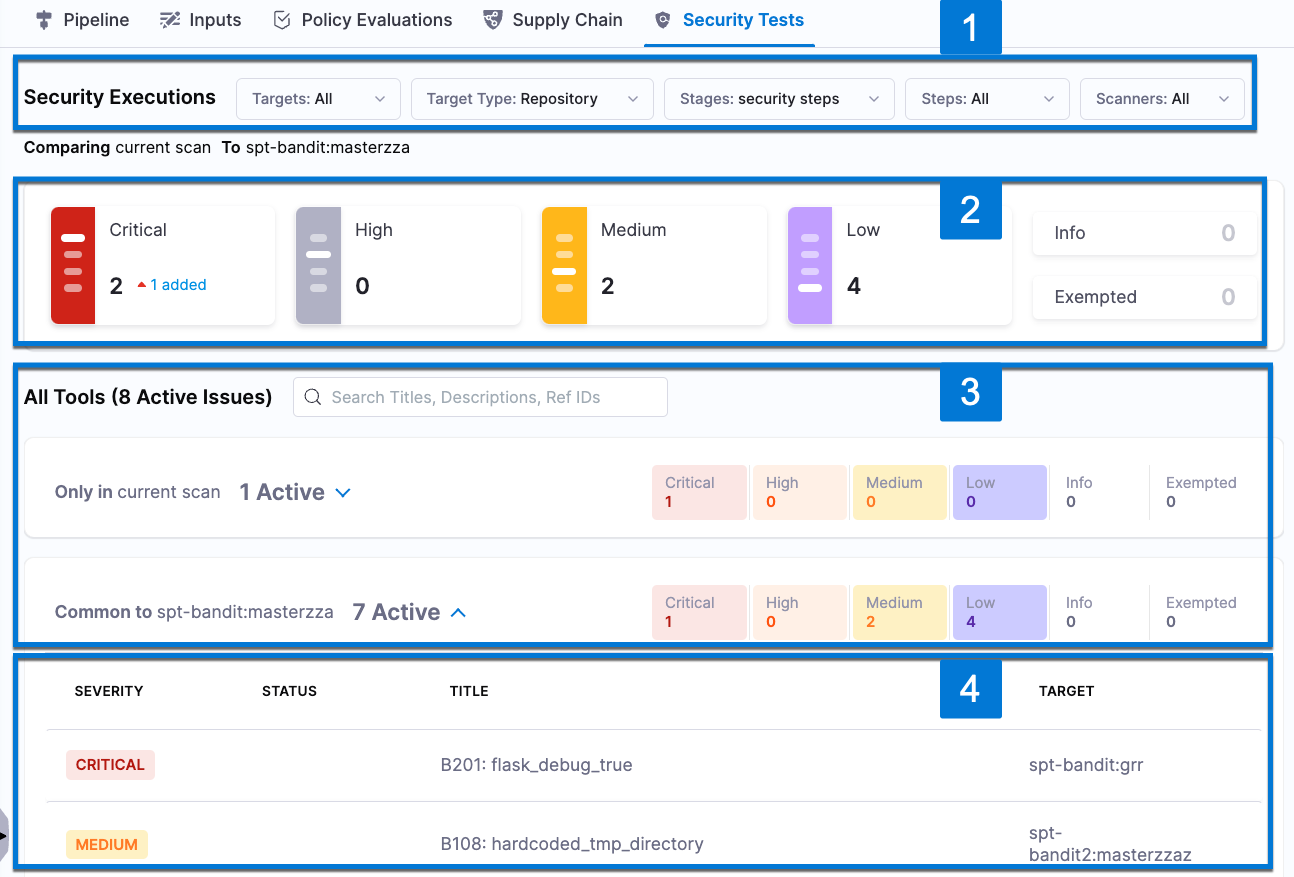 Pipeline Inputs Policy Evaluations Supply Chain Security Tests
1
Security Executions Targets: All Target Type: Repository Stages: security steps Steps: All Scanners: All
Comparing current scan To spt-bandit:masterzza
2
Critical High Medium Low Info 0
2 1 added 0 2 4 Exempted 0
3
All Tools (8 Active Issues) Search Titles, Descriptions, Ref IDs
Only in current scan 1 Active
Critical High Medium Low Info Exempted
1 0 0 0 0 0
Common to spt-bandit:masterzza 7 Active
Critical High Medium Low Info Exempted
1 0 2 4 0 0
4
SEVERITY STATUS TITLE TARGET
CRITICAL B201: flask_debug_true spt-bandit:grr
MEDIUM B108: hardcoded_tmp_directory spt-
bandit2:masterzzaz